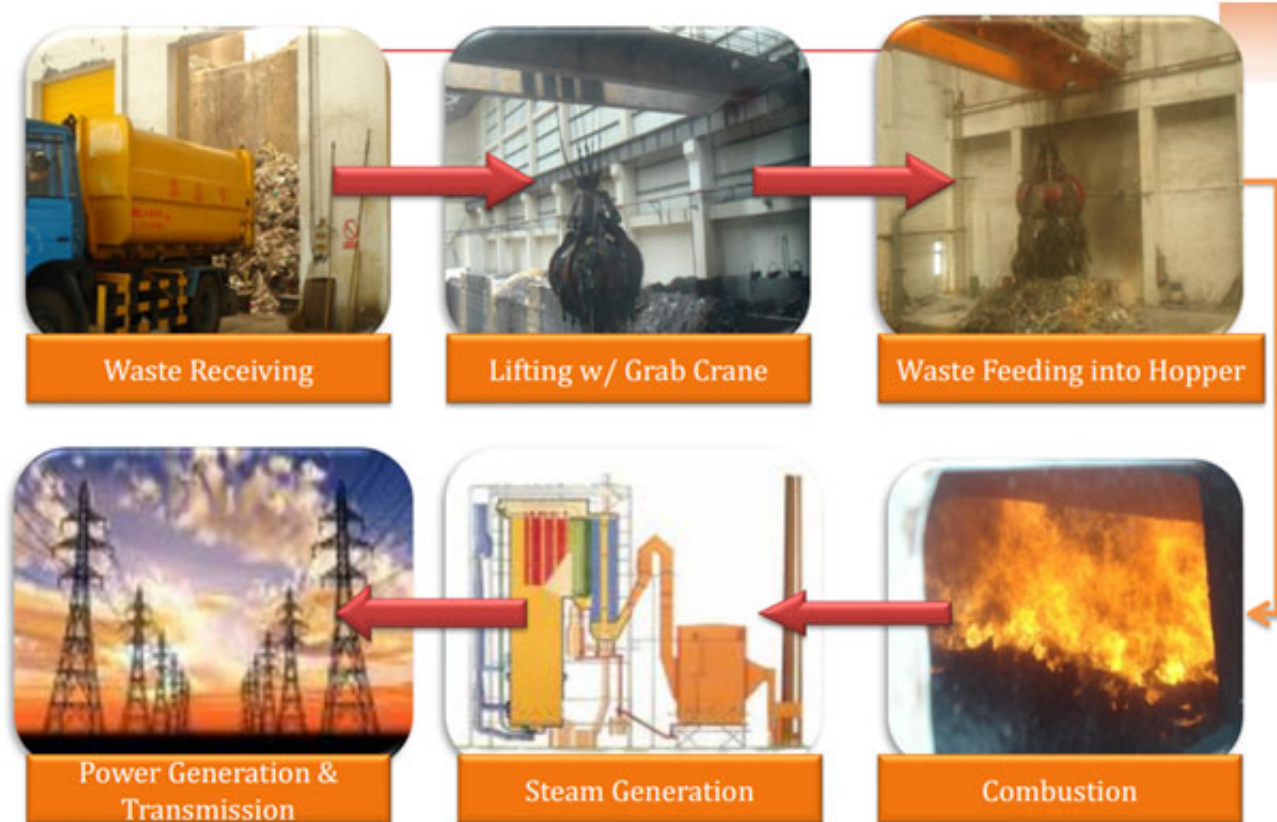 Waste Receiving
Lifting w/ Grab Crane
Waste Feeding into Hopper
Power Generation &
Transmission
Steam Generation
Combustion